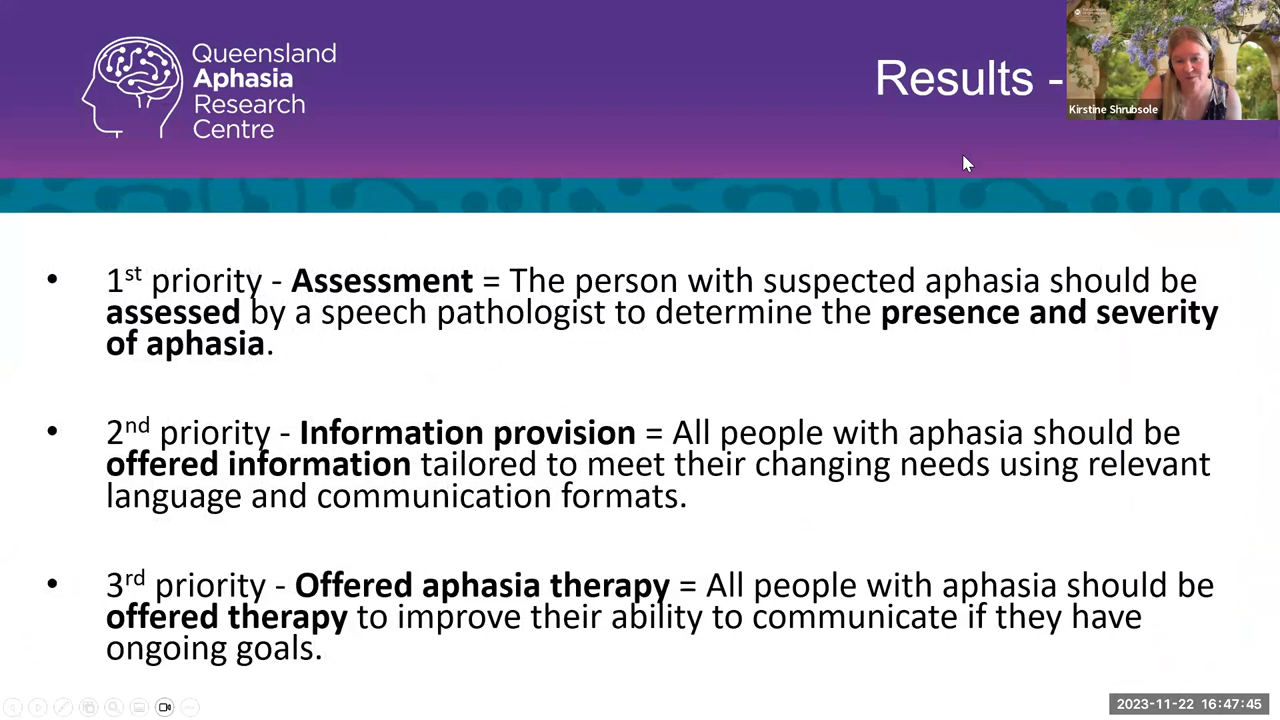 Queensland
Aphasia
Research
Centre
Results -
Kirstine Shrubsole
• 1st priority - Assessment = The person with suspected aphasia should be
assessed by a speech pathologist to determine the presence and severity
of aphasia.
• 2nd priority - Information provision = All people with aphasia should be
offered information tailored to meet their changing needs using relevant
language and communication formats.
• 3rd priority - Offered aphasia therapy = All people with aphasia should be
offered therapy to improve their ability to communicate if they have
ongoing goals.
2023-11-22 16:47:45